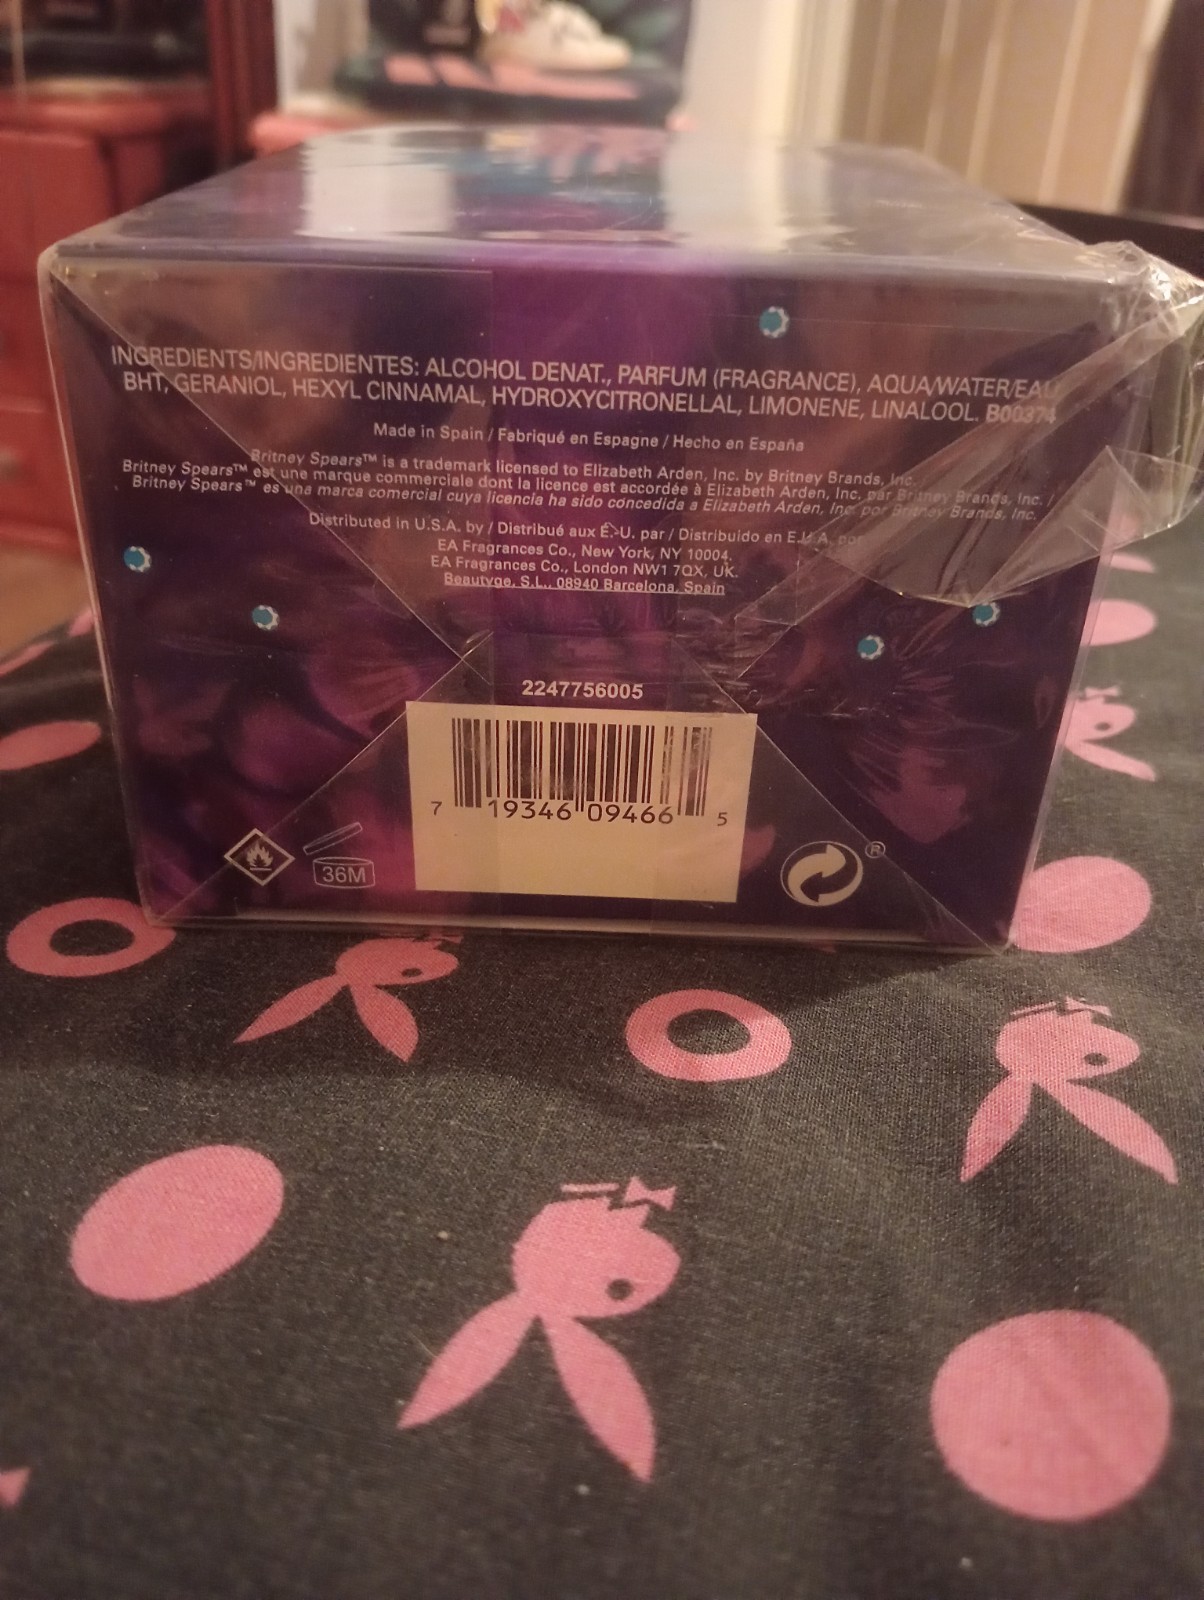 INGREDIENTS/INGREDIENTES: ALCOHOL DENAT., PARFUM (FRAGRANCE), AQUA/WATER/EAU
BHT, GERANIOL, HEXYL CINNAMAL, HYDROXYCITRONELLAL, LIMONENE, LINALOOL. B00374
Made in Spain / Fabriqué en Espagne / Hecho en España
Britney Spears™ is a trademark licensed to Elizabeth Arden, Inc. by Britney Brands, Inc.
Britney Spears™ est une marque commerciale dont la licence est accordée à Elizabeth Arden, Inc. par Britney Brands, Inc. /
Britney Spears™ es una marca comercial cuya licencia ha sido concedida a Elizabeth Arden, Inc. por Britney Brands, Inc.
Distributed in U.S.A. by / Distribué aux É.-U. par / Distribuido en E.U.A. por
EA Fragrances Co., New York, NY 10004.
EA Fragrances Co., London NW1 7QX, UK.
Beautyge, S.L., 08940 Barcelona, Spain
2247756005
7 19346 09466 5
36M
®